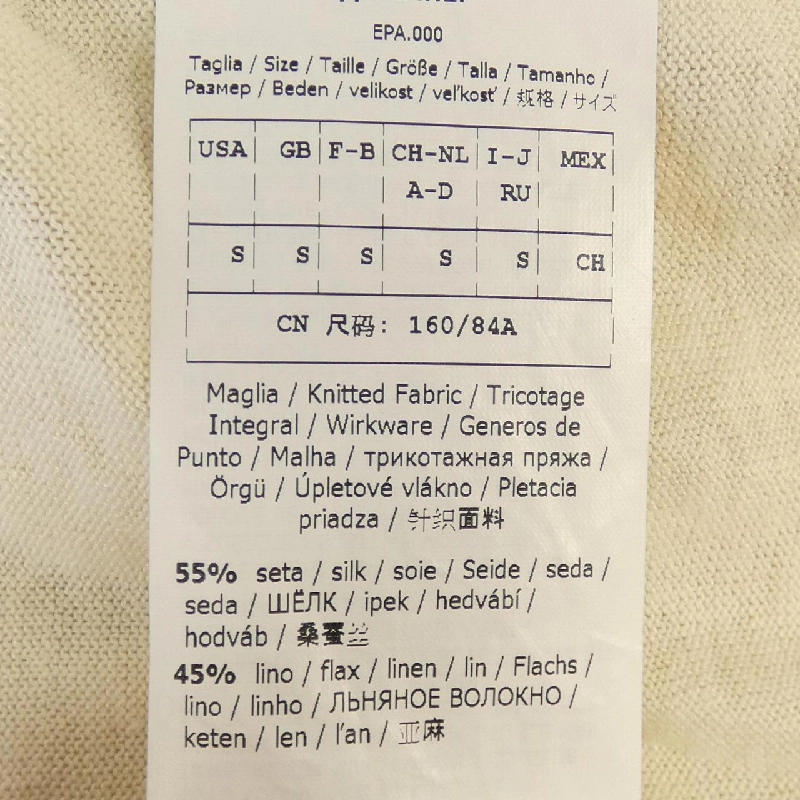 EPA.000
Taglia / Size / Taille / Größe / Talla / Tamanho /
Размер / Beden / velikost / veľkosť / 规格 / サイズ
USA GB F-B CH-NL I-J MEX
A-D RU
S S S S S CH
CN 尺码: 160/84A
Maglia / Knitted Fabric / Tricotage
Integral / Wirkware / Generos de
Punto / Malha / трикотажная пряжа /
Örgü / Úpletové vlákno / Pletacia
priadza / 针织面料
55% seta / silk / soie / Seide / seda /
seda / ШЁЛК / ipek / hedvábí /
hodváb / 桑蚕丝
45% lino / flax / linen / lin / Flachs /
lino / linho / ЛЬНЯНОЕ ВОЛОКНО /
keten / len / ľan / 亚麻